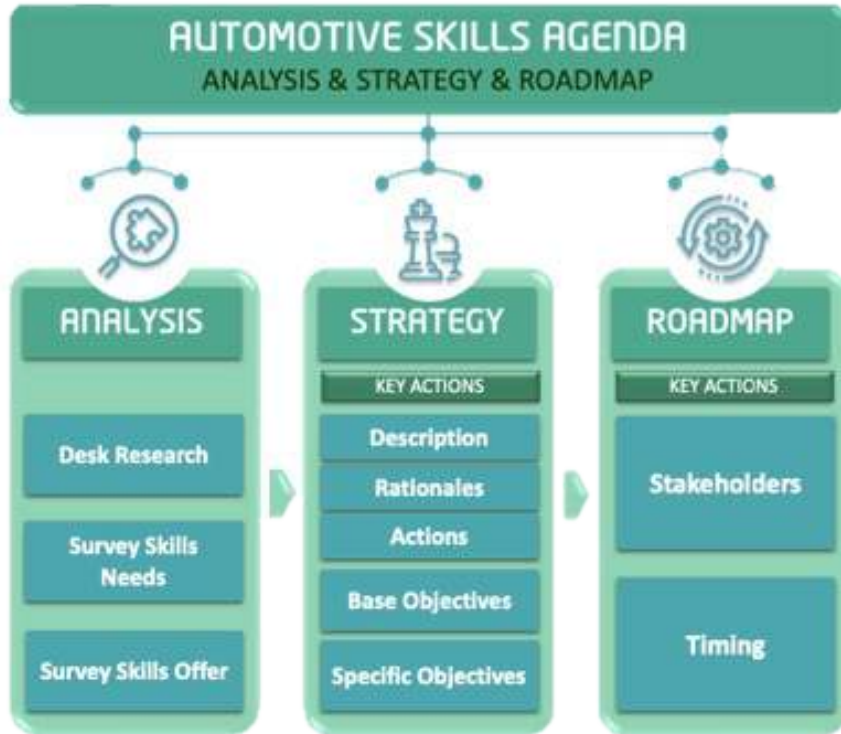 AUTOMOTIVE SKILLS AGENDA
ANALYSIS & STRATEGY & ROADMAP
ANALYSIS
Desk Research
Survey Skills
Needs
Survey Skills Offer
STRATEGY
KEY ACTIONS
Description
Rationales
Actions
Base Objectives
Specific Objectives
ROADMAP
KEY ACTIONS
Stakeholders
Timing